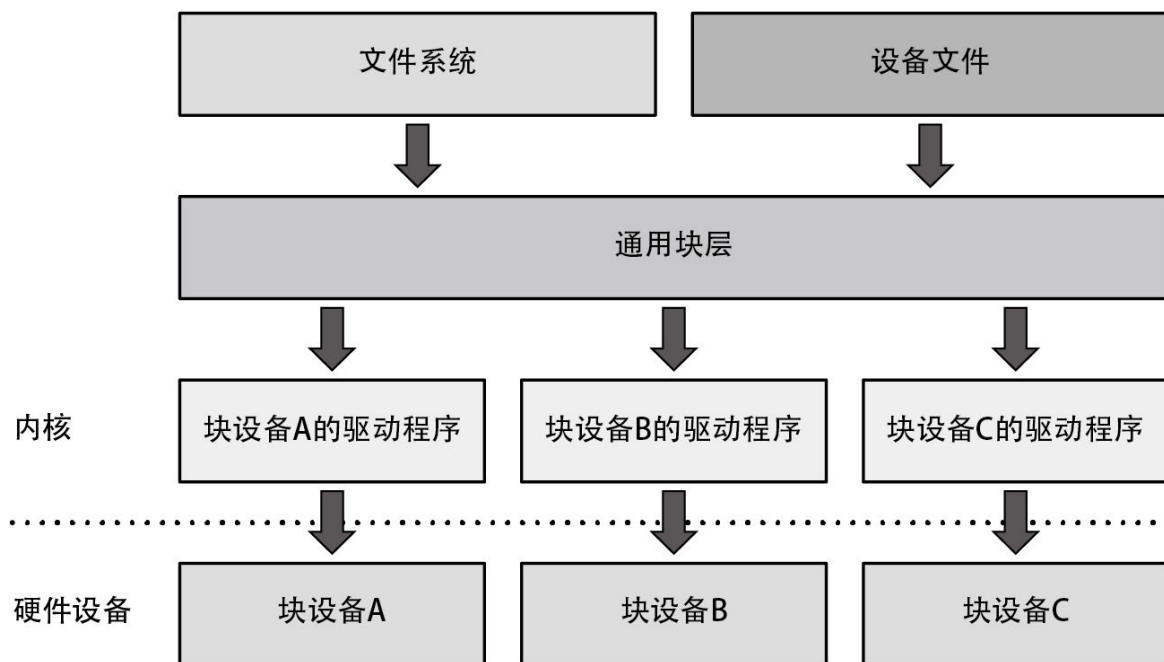 文件系统
设备文件
通用块层
内核
块设备A的驱动程序
块设备B的驱动程序
块设备C的驱动程序
硬件设备
块设备A
块设备B
块设备C